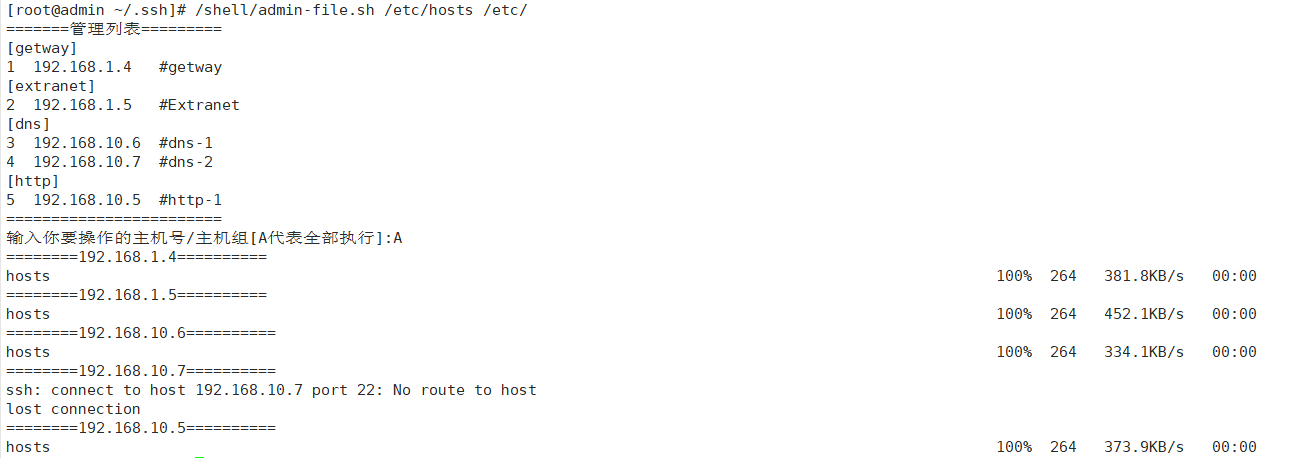 [root@admin ~/.ssh]# /shell/admin-file.sh /etc/hosts /etc/
=======管理列表=========
[getway]
1  192.168.1.4   #getway
[extranet]
2  192.168.1.5   #Extranet
[dns]
3  192.168.10.6  #dns-1
4  192.168.10.7  #dns-2
[http]
5  192.168.10.5  #http-1
========================
输入你要操作的主机号/主机组[A代表全部执行]:A
========192.168.1.4==========
hosts                                                                                                         100%  264   381.8KB/s   00:00
========192.168.1.5==========
hosts                                                                                                         100%  264   452.1KB/s   00:00
========192.168.10.6==========
hosts                                                                                                         100%  264   334.1KB/s   00:00
========192.168.10.7==========
ssh: connect to host 192.168.10.7 port 22: No route to host
lost connection
========192.168.10.5==========
hosts                                                                                                         100%  264   373.9KB/s   00:00